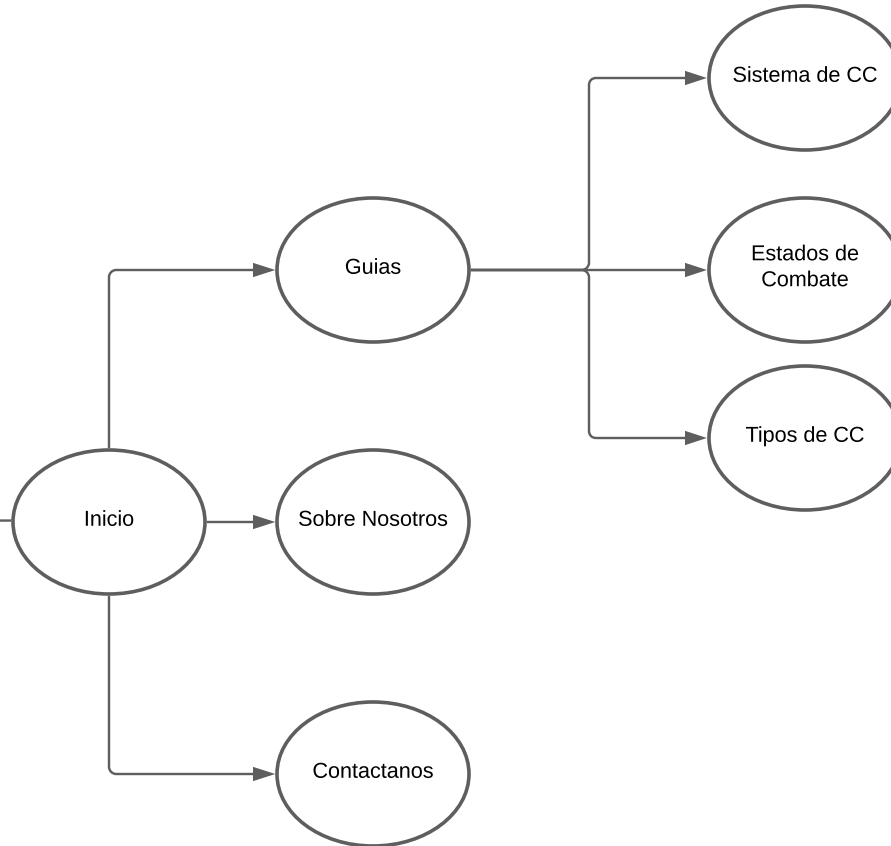 Sistema de CC
Guias
Estados de
Combate
Tipos de CC
Inicio
Sobre Nosotros
Contactanos